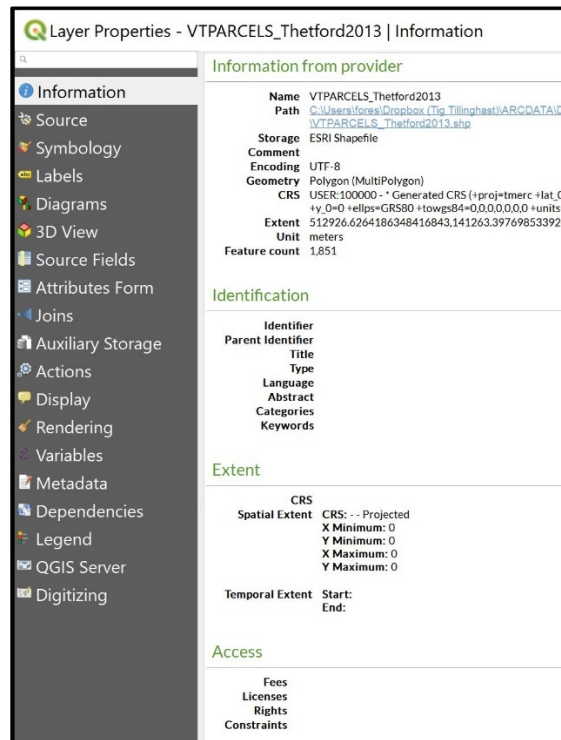 Layer Properties - VTPARCELS_Thetford2013 | Information
Information
Source
Symbology
Labels
Diagrams
3D View
Source Fields
Attributes Form
Joins
Auxiliary Storage
Actions
Display
Rendering
Variables
Metadata
Dependencies
Legend
QGIS Server
Digitizing
Information from provider
Name VTPARCELS_Thetford2013
Path C:\Users\fores\Dropbox (Tig Tillinghast)\ARCDATA\D
\VTPARCELS_Thetford2013.shp
Storage ESRI Shapefile
Comment
Encoding UTF-8
Geometry Polygon (MultiPolygon)
CRS USER:100000 - * Generated CRS (+proj=tmerc +lat_0
+y_0=0 +ellps=GRS80 +towgs84=0,0,0,0,0,0,0 +units
Extent 512926.6264186348416843,141263.39769853392
Unit meters
Feature count 1,851
Identification
Identifier
Parent Identifier
Title
Type
Language
Abstract
Categories
Keywords
Extent
CRS
Spatial Extent CRS: - - Projected
X Minimum: 0
Y Minimum: 0
X Maximum: 0
Y Maximum: 0
Temporal Extent Start:
End:
Access
Fees
Licenses
Rights
Constraints